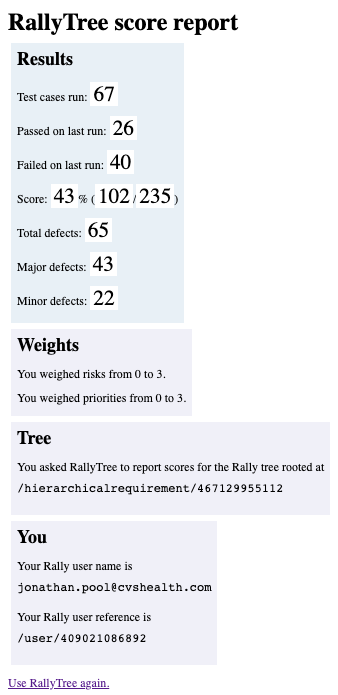 RallyTree score report
Results
Test cases run: 67
Passed on last run: 26
Failed on last run: 40
Score: 43 % ( 102 / 235 )
Total defects: 65
Major defects: 43
Minor defects: 22
Weights
You weighed risks from 0 to 3.
You weighed priorities from 0 to 3.
Tree
You asked RallyTree to report scores for the Rally tree rooted at
/hierarchicalrequirement/467129955112
You
Your Rally user name is
jonathan.pool@cvshealth.com
Your Rally user reference is
/user/409021086892
Use RallyTree again.